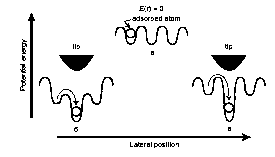 E(r) = 0
adsorbed atom
tip
tip
Potential energy
Lateral position